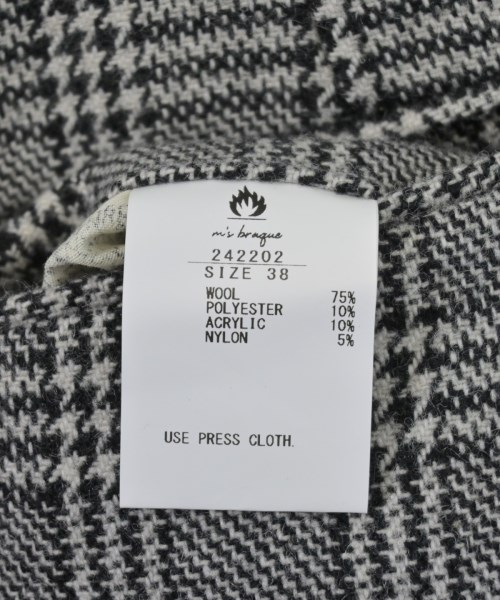 m's braque
242202
SIZE 38
WOOL 75%
POLYESTER 10%
ACRYLIC 10%
NYLON 5%
USE PRESS CLOTH.